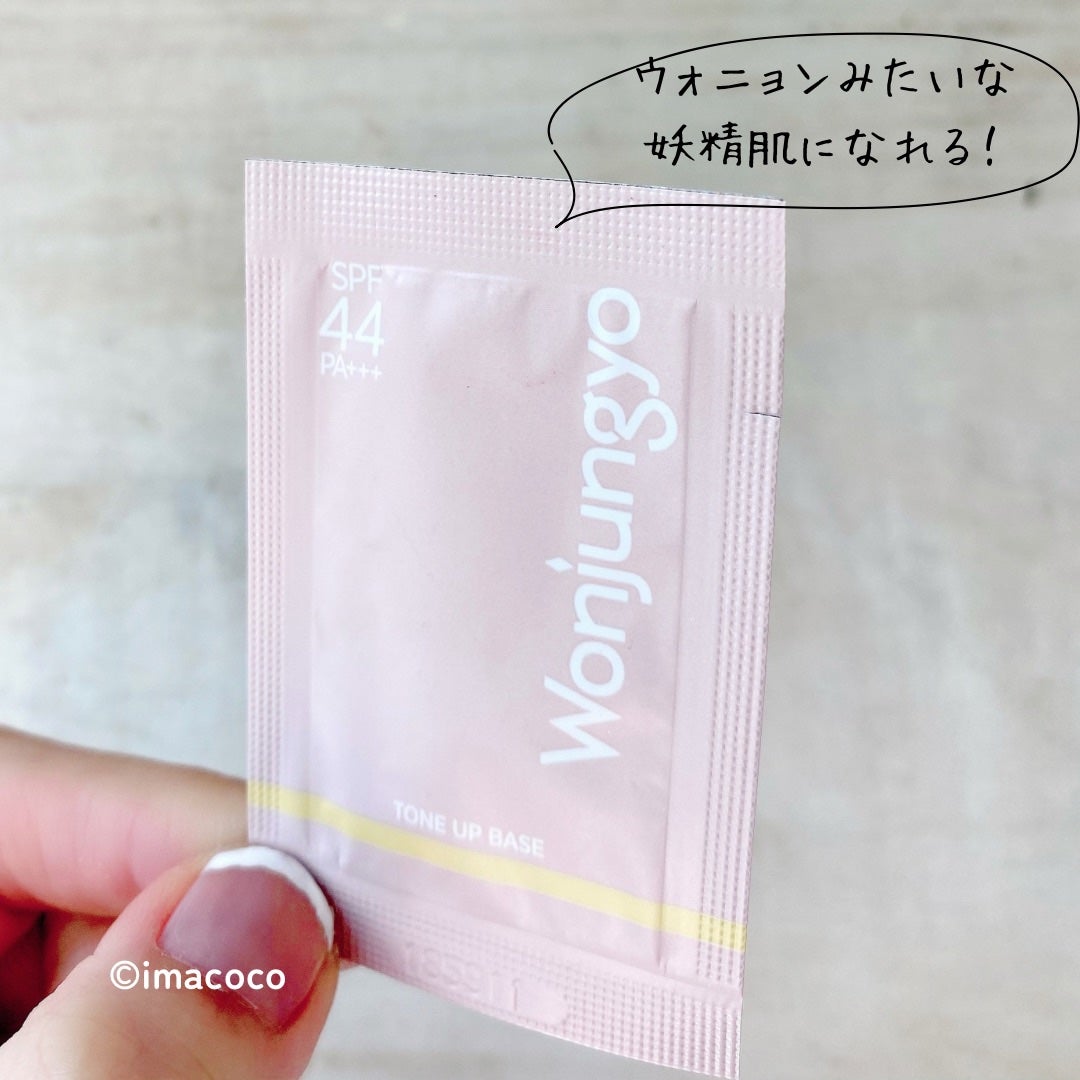 ウォニョンみたいな
妖精肌になれる!
SPF
44
PA+++
Wonjungyo
TONE UP BASE
©imacoco